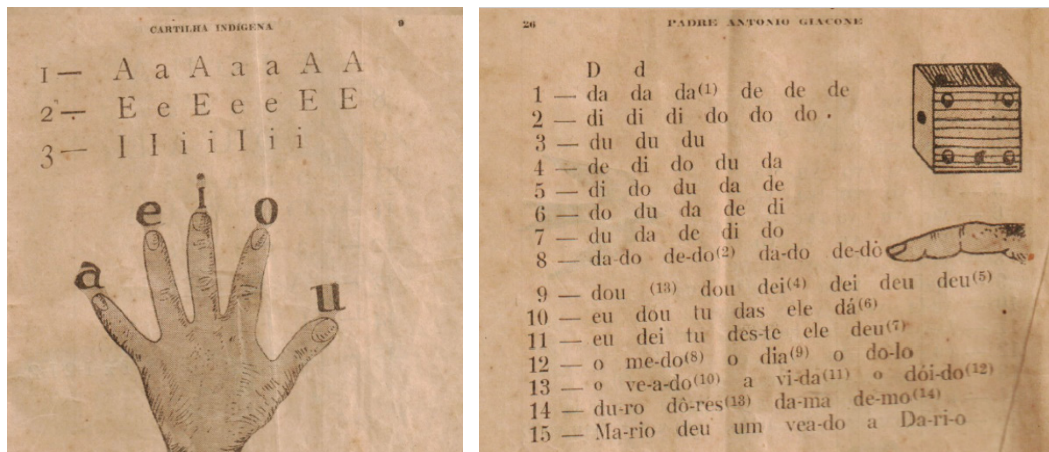 CARTILHA INDIGENA 9
1 — A a A a a A A
2 — E e E e e E E
3 — I I i i I i i
a e i o u
26 PADRE ANTONIO GIACONE
D d
1 — da da da(1) de de de
2 — di di di do do do .
3 — du du du
4 — de di do du da
5 — di do du da de
6 — do du da de di
7 — du da de di do
8 — da-do de-do(2) da-do de-dò
9 — dou (13) dou dei(4) dei deu deu(5)
10 — eu dou tu das ele dá(6)
11 — eu dei tu des-te ele deu(7)
12 — o me-do(8) o dia(9) o do-lo
13 — o ve-a-do(10) a vi-da(11) o dói-do(12)
14 — du-ro dô-res(13) da-ma de-mo(14)
15 — Ma-rio deu um vea-do a Da-ri-o